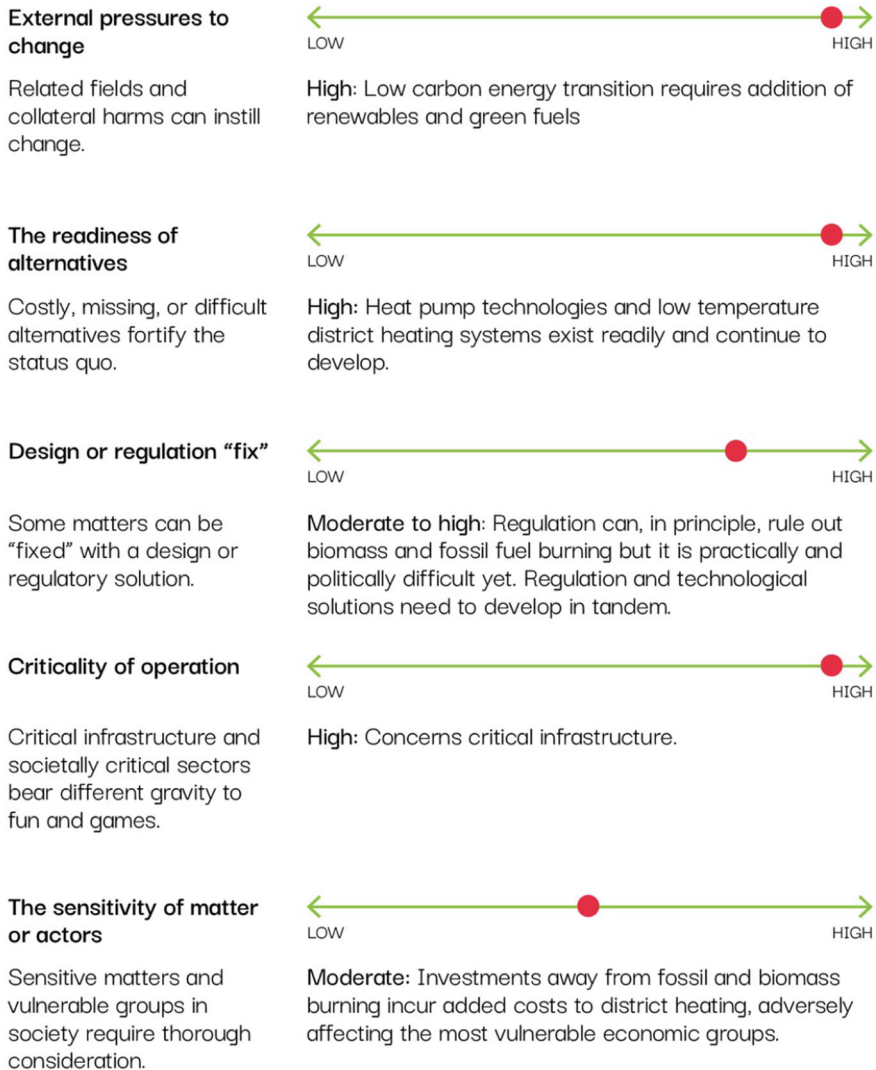 External pressures to
change
LOW
HIGH
Related fields and
collateral harms can instill
change.
High: Low carbon energy transition requires addition of
renewables and green fuels
The readiness of
alternatives
LOW
HIGH
Costly, missing, or difficult
alternatives fortify the
status quo.
High: Heat pump technologies and low temperature
district heating systems exist readily and continue to
develop.
Design or regulation “fix”
LOW
HIGH
Some matters can be
“fixed” with a design or
regulatory solution.
Moderate to high: Regulation can, in principle, rule out
biomass and fossil fuel burning but it is practically and
politically difficult yet. Regulation and technological
solutions need to develop in tandem.
Criticality of operation
LOW
HIGH
Critical infrastructure and
societally critical sectors
bear different gravity to
fun and games.
High: Concerns critical infrastructure.
The sensitivity of matter
or actors
LOW
HIGH
Sensitive matters and
vulnerable groups in
society require thorough
consideration.
Moderate: Investments away from fossil and biomass
burning incur added costs to district heating, adversely
affecting the most vulnerable economic groups.